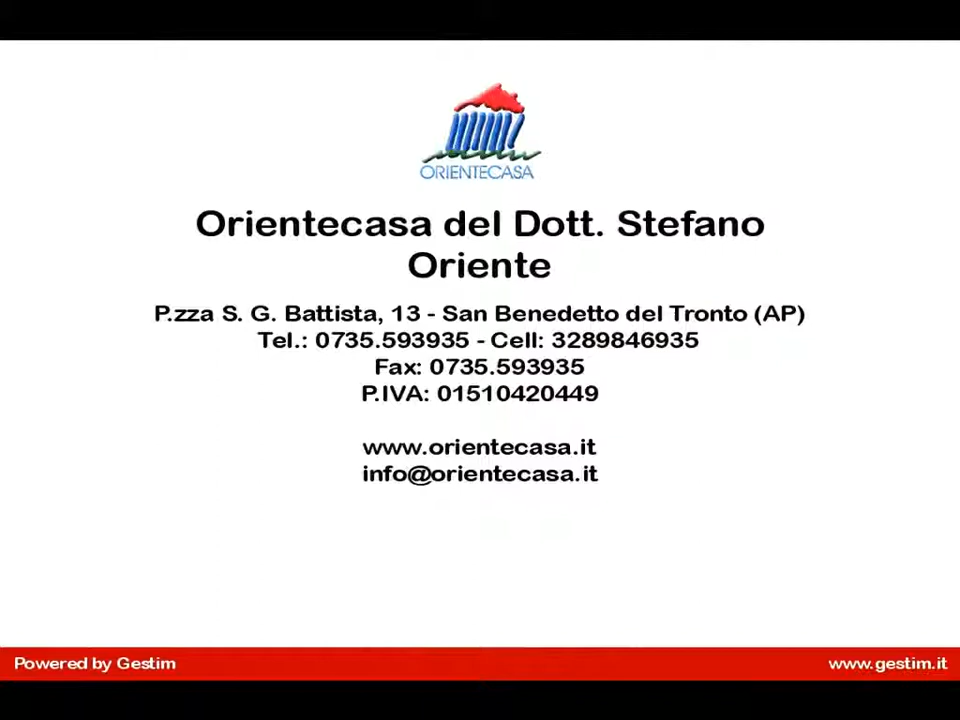 ORIENTECASA
Orientecasa del Dott. Stefano
Oriente
P.zza S. G. Battista, 13 - San Benedetto del Tronto (AP)
Tel.: 0735.593935 - Cell: 3289846935
Fax: 0735.593935
P.IVA: 01510420449
www.orientecasa.it
info@orientecasa.it
Powered by Gestim
www.gestim.it